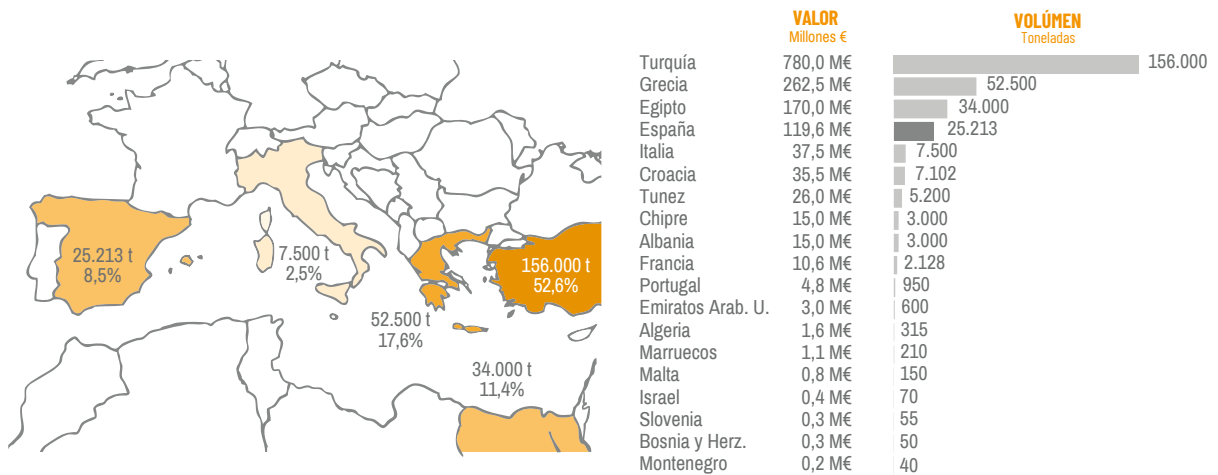 25.213 t
8,5%
7.500 t
2,5%
156.000 t
52,6%
52.500 t
17,6%
34.000 t
11,4%
VALOR VOLÚMEN
Millones € Toneladas
Turquía 780,0 M€ 156.000
Grecia 262,5 M€ 52.500
Egipto 170,0 M€ 34.000
España 119,6 M€ 25.213
Italia 37,5 M€ 7.500
Croacia 35,5 M€ 7.102
Tunez 26,0 M€ 5.200
Chipre 15,0 M€ 3.000
Albania 15,0 M€ 3.000
Francia 10,6 M€ 2.128
Portugal 4,8 M€ 950
Emiratos Arab. U. 3,0 M€ 600
Algeria 1,6 M€ 315
Marruecos 1,1 M€ 210
Malta 0,8 M€ 150
Israel 0,4 M€ 70
Slovenia 0,3 M€ 55
Bosnia y Herz. 0,3 M€ 50
Montenegro 0,2 M€ 40